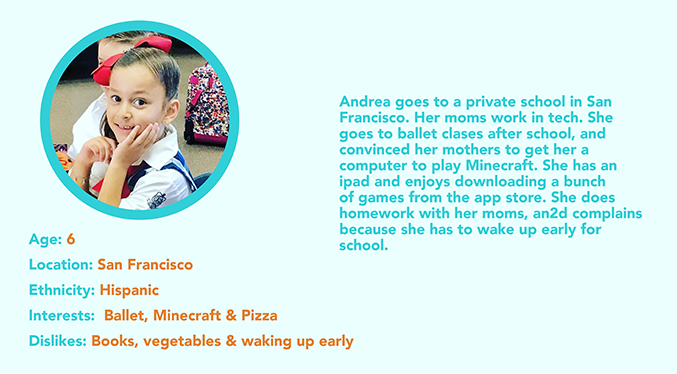 Andrea goes to a private school in San
Francisco. Her moms work in tech. She
goes to ballet clases after school, and
convinced her mothers to get her a
computer to play Minecraft. She has an
ipad and enjoys downloading a bunch
of games from the app store. She does
homework with her moms, an2d complains
because she has to wake up early for
school.
Age: 6
Location: San Francisco
Ethnicity: Hispanic
Interests: Ballet, Minecraft & Pizza
Dislikes: Books, vegetables & waking up early